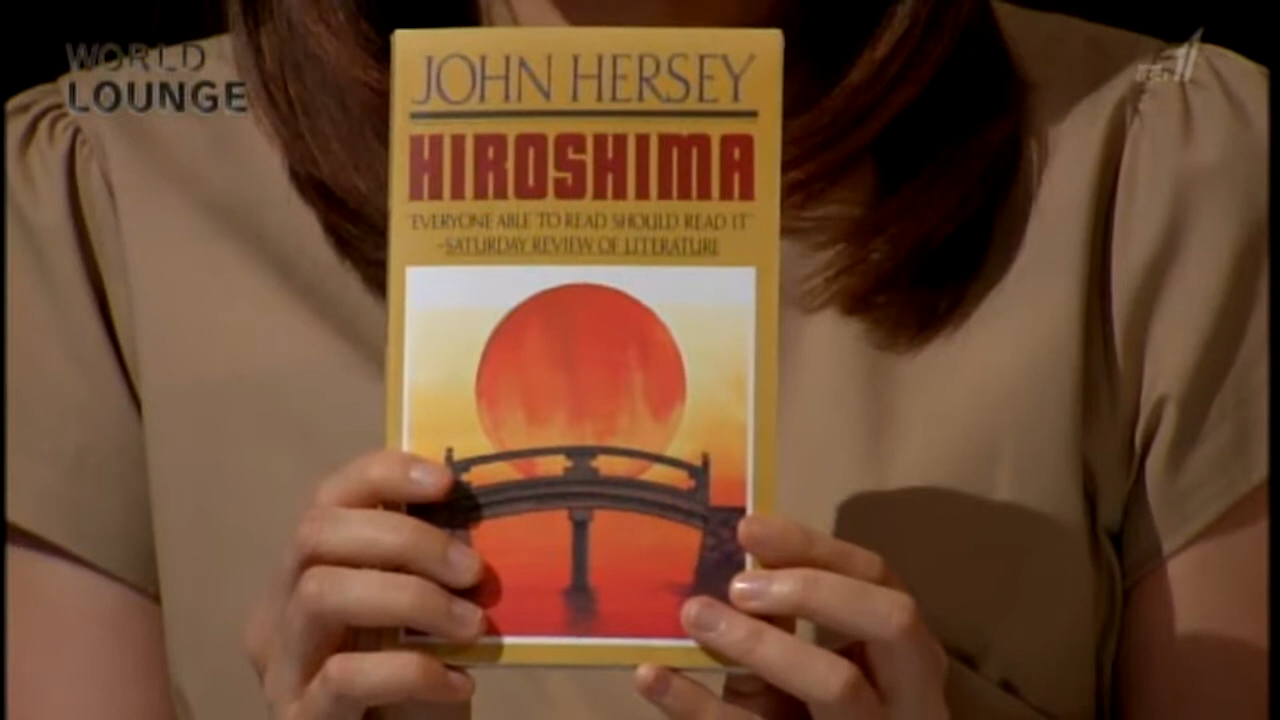 WORLD
LOUNGE
JOHN HERSEY
HIROSHIMA
"EVERYONE ABLE TO READ SHOULD READ IT"
–SATURDAY REVIEW OF LITERATURE